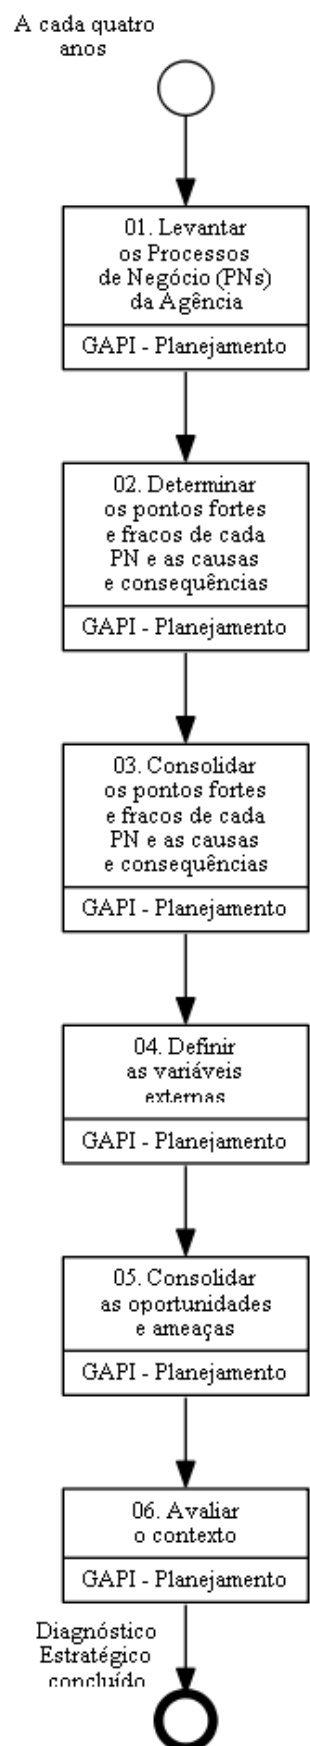 A cada quatro
anos
01. Levantar
os Processos
de Negócio (PNs)
da Agência
GAPI - Planejamento
02. Determinar
os pontos fortes
e fracos de cada
PN e as causas
e consequências
GAPI - Planejamento
03. Consolidar
os pontos fortes
e fracos de cada
PN e as causas
e consequências
GAPI - Planejamento
04. Definir
as variáveis
externas
GAPI - Planejamento
05. Consolidar
as oportunidades
e ameaças
GAPI - Planejamento
06. Avaliar
o contexto
GAPI - Planejamento
Diagnóstico
Estratégico
concluído